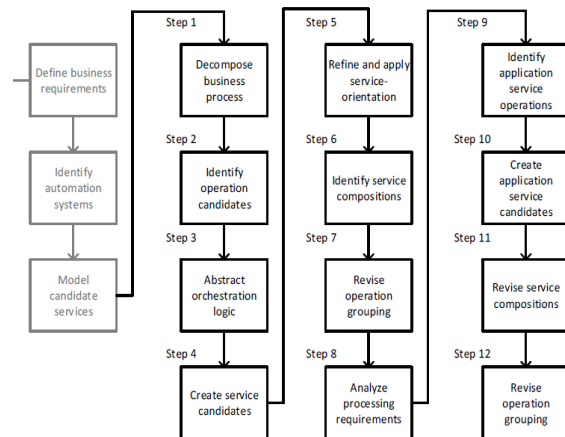 Define business
requirements
Identify
automation
systems
Model
candidate
services
Step 1
Decompose
business
process
Step 2
Identify
operation
candidates
Step 3
Abstract
orchestration
logic
Step 4
Create service
candidates
Step 5
Refine and apply
service-
orientation
Step 6
Identify service
compositions
Step 7
Revise
operation
grouping
Step 8
Analyze
processing
requirements
Step 9
Identify
application
service
operations
Step 10
Create
application
service
candidates
Step 11
Revise service
compositions
Step 12
Revise
operation
grouping